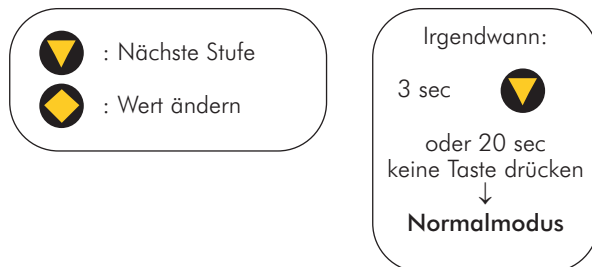 : Nächste Stufe
: Wert ändern
Irgendwann:
3 sec
oder 20 sec
keine Taste drücken
↓
Normalmodus